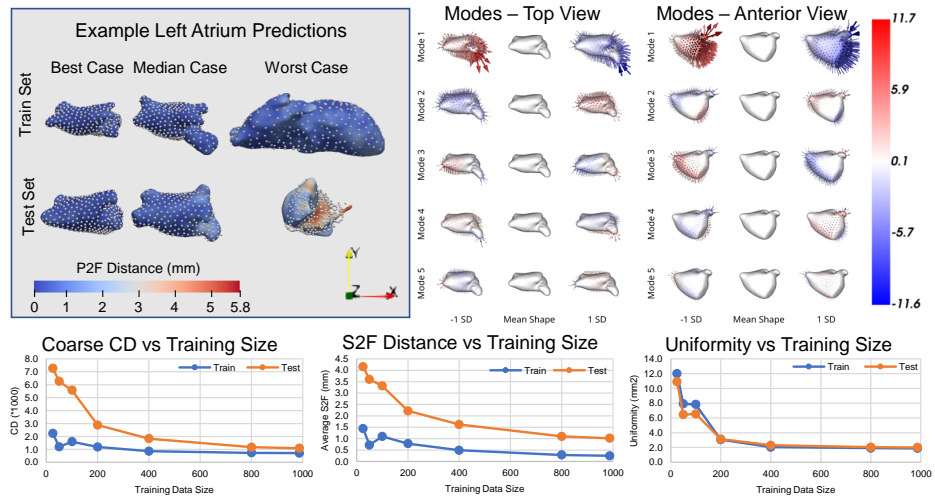 Example Left Atrium Predictions
Best Case
Median Case
Worst Case
Train Set
Test Set
P2F Distance (mm)
0
1
2
3
4
5
5.8
Y
Z
X
Modes – Top View
Mode 1
Mode 2
Mode 3
Mode 4
Mode 5
-1 SD
Mean Shape
1 SD
Modes – Anterior View
Mode 1
Mode 2
Mode 3
Mode 4
Mode 5
-1 SD
Mean Shape
1 SD
11.7
5.9
0.1
-5.7
-11.6
Coarse CD vs Training Size
Train
Test
CD (*1000)
8.0
7.0
6.0
5.0
4.0
3.0
2.0
1.0
0.0
0
200
400
600
800
1000
Training Data Size
S2F Distance vs Training Size
Train
Test
Average S2F (mm)
4.5
4.0
3.5
3.0
2.5
2.0
1.5
1.0
0.5
0.0
0
200
400
600
800
1000
Training Data Size
Uniformity vs Training Size
Train
Test
Uniformity (mm2)
14.0
12.0
10.0
8.0
6.0
4.0
2.0
0.0
0
200
400
600
800
1000
Training Data Size